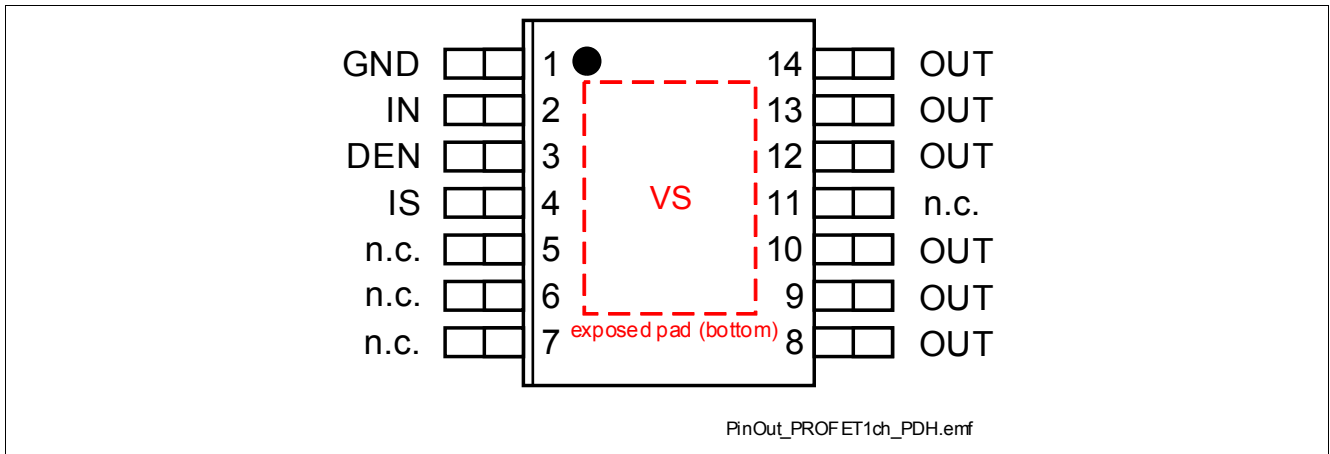 GND 1 14 OUT
IN 2 13 OUT
DEN 3 12 OUT
IS 4 VS 11 n.c.
n.c. 5 10 OUT
n.c. 6 9 OUT
n.c. 7 exposed pad (bottom) 8 OUT
PinOut_PROFET1ch_PDH.emf